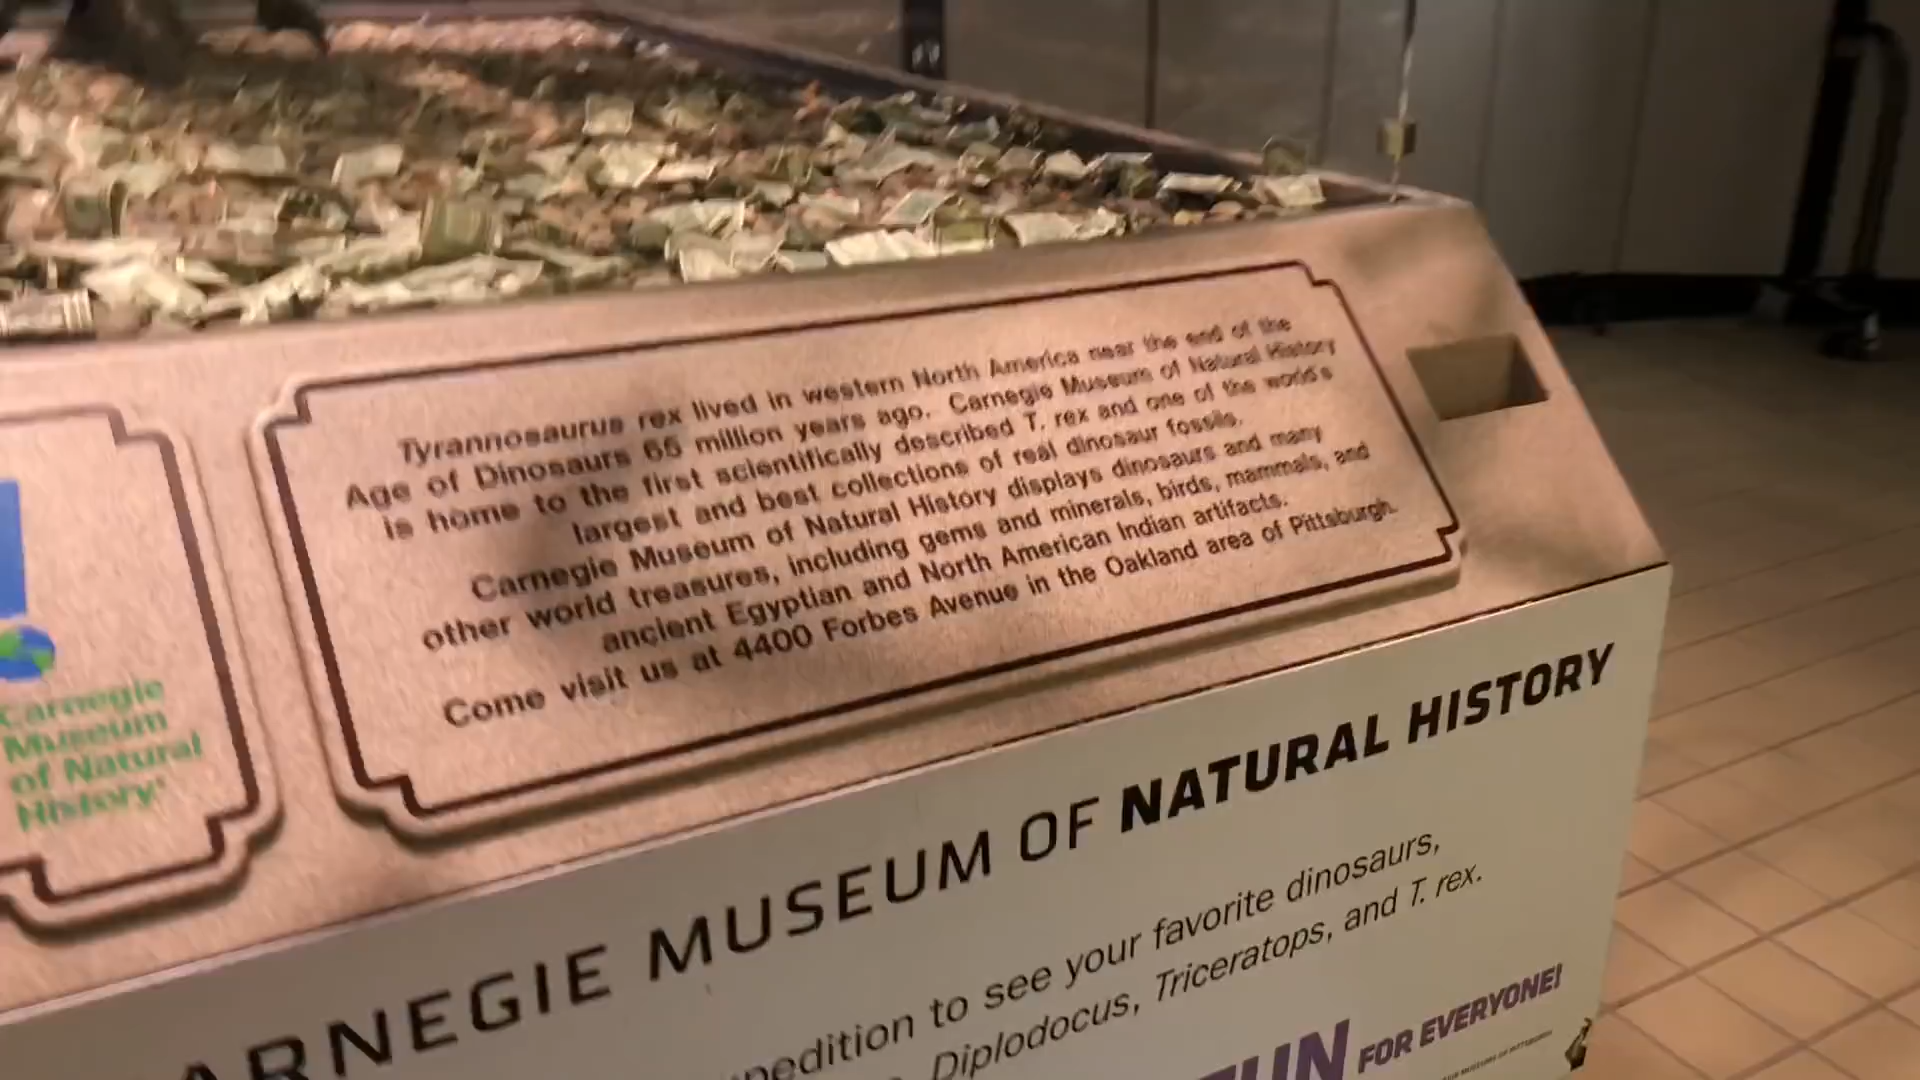 Tyrannosaurus rex lived in western North America near the end of the
Age of Dinosaurs 65 million years ago. Carnegie Museum of Natural History
is home to the first scientifically described T. rex and one of the world's
largest and best collections of real dinosaur fossils.
Carnegie Museum of Natural History displays dinosaurs and many
other world treasures, including gems and minerals, birds, mammals, and
ancient Egyptian and North American Indian artifacts.
Come visit us at 4400 Forbes Avenue in the Oakland area of Pittsburgh.
Carnegie
Museum
of Natural
History
ARNEGIE MUSEUM OF NATURAL HISTORY
pedition to see your favorite dinosaurs,
Diplodocus, Triceratops, and T. rex.
FUN FOR EVERYONE!